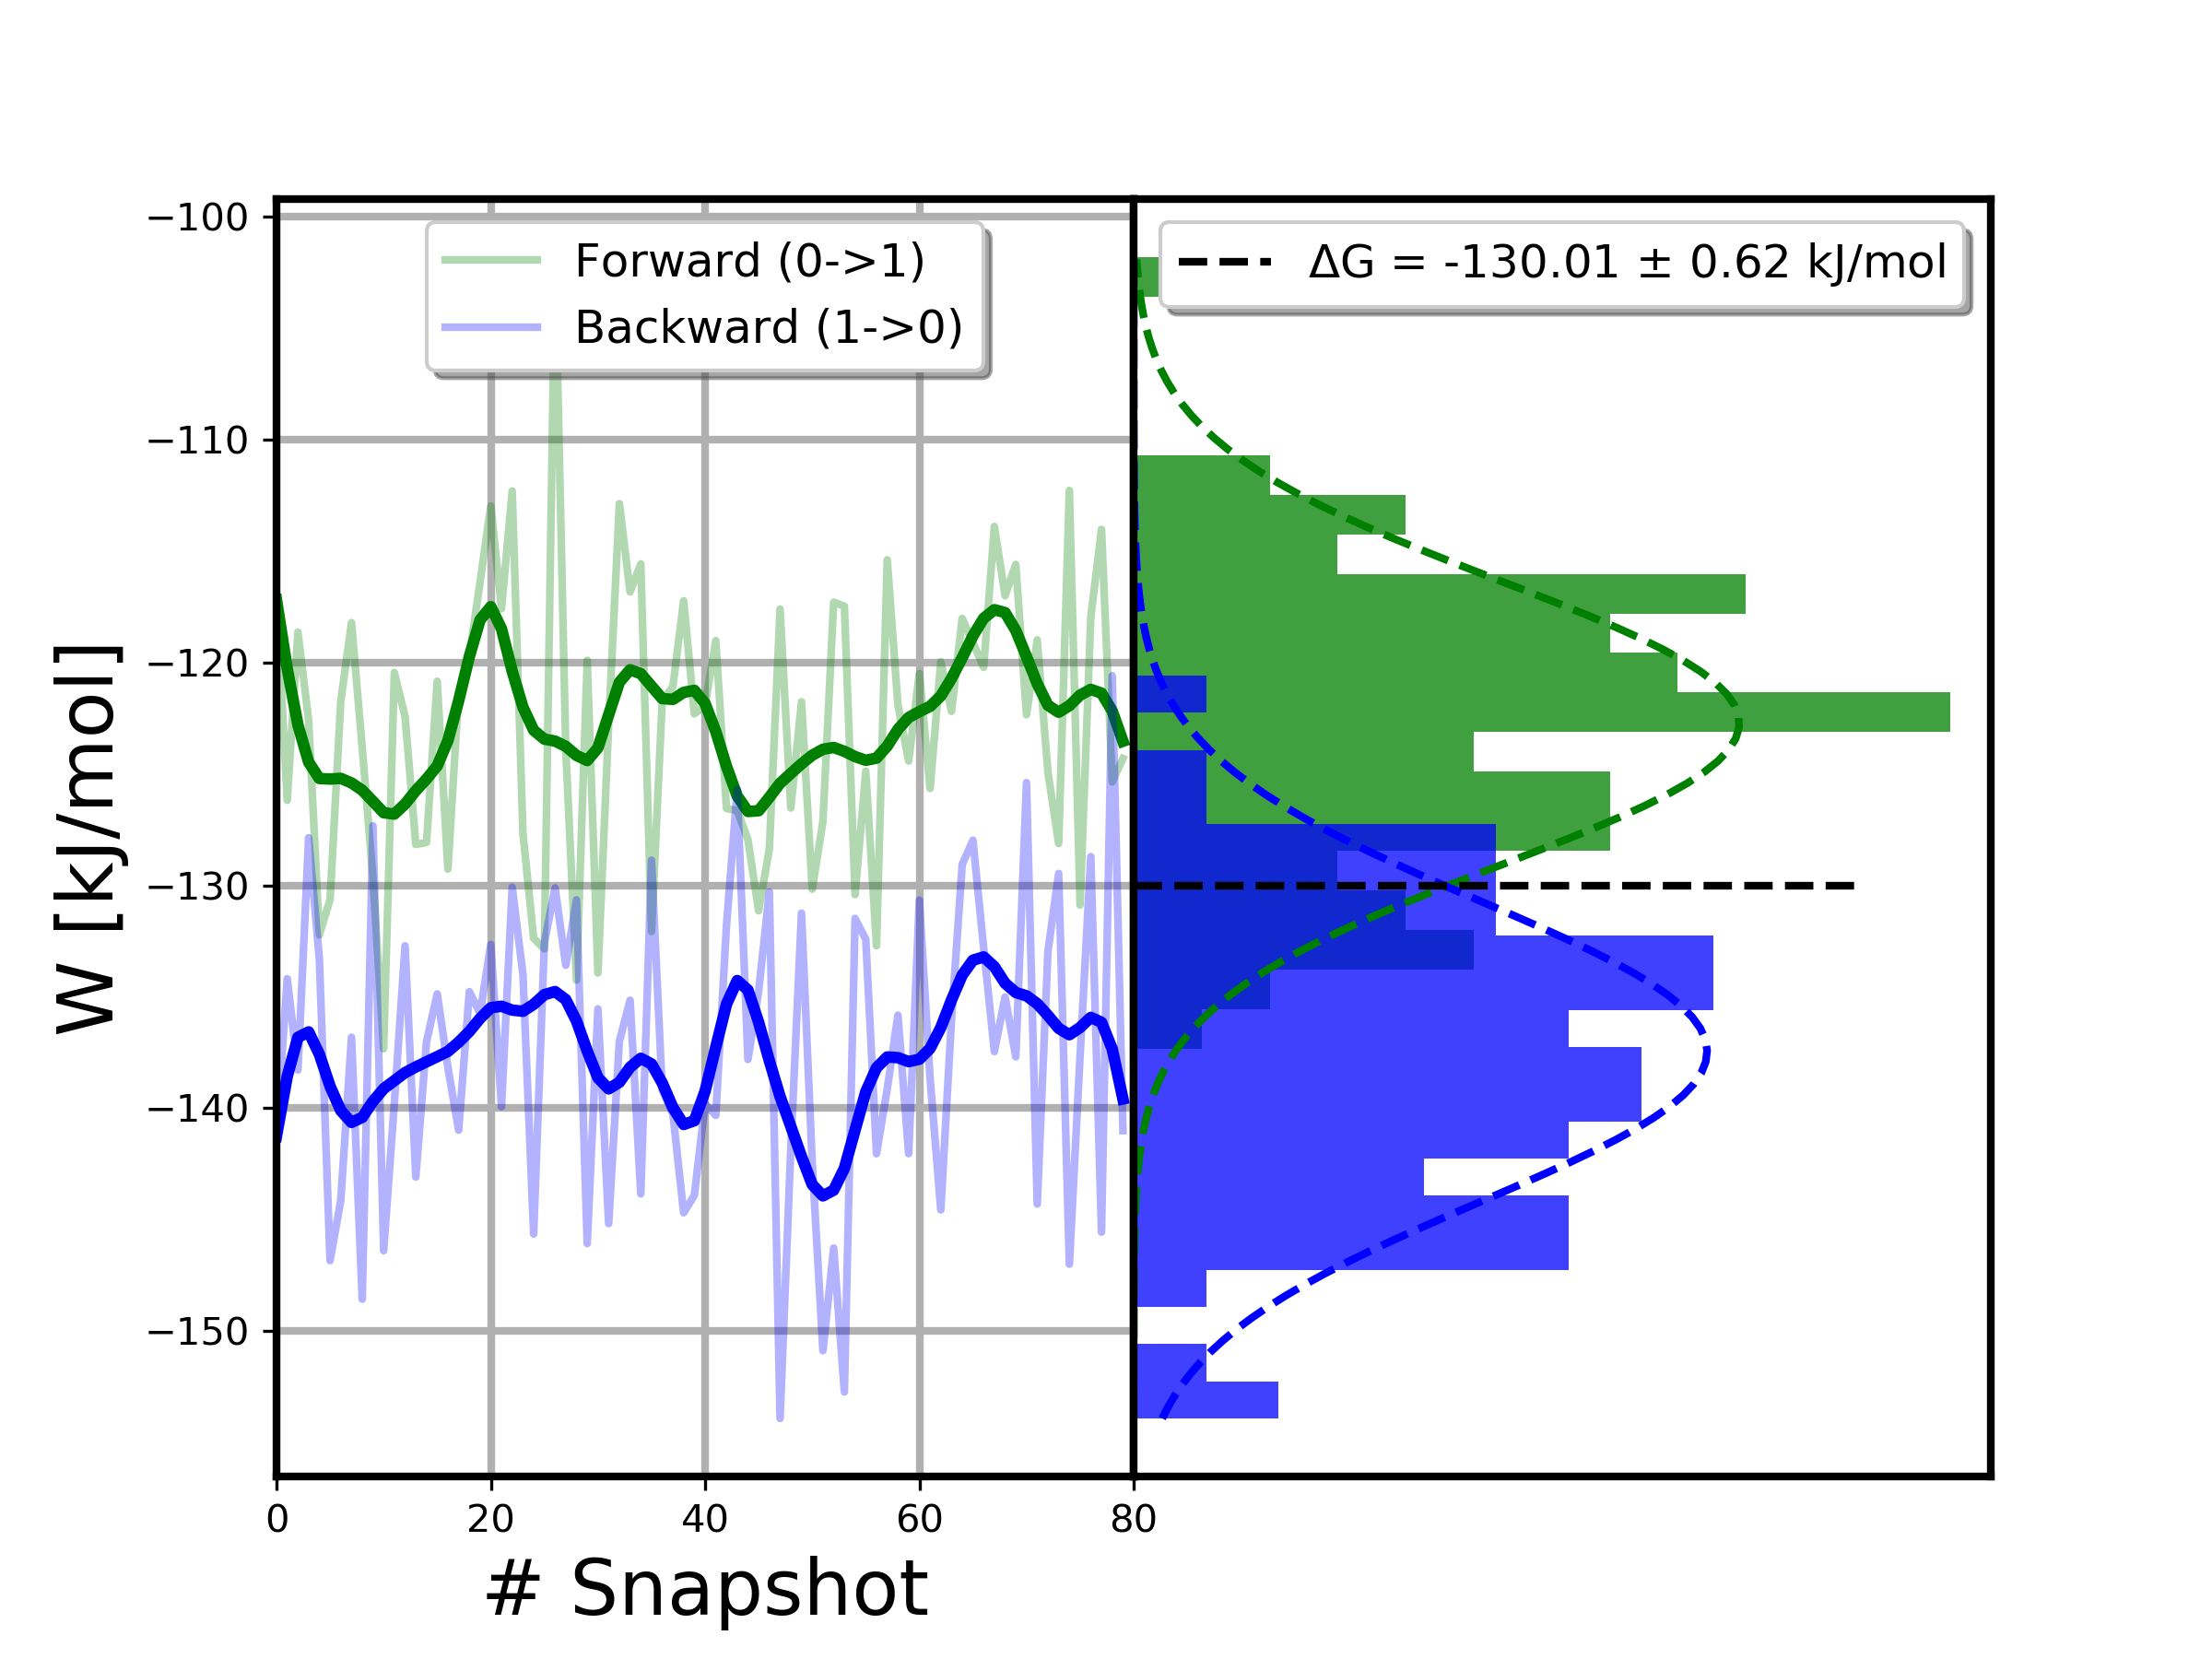 −100
−110
−120
−130
−140
−150
W [kJ/mol]
Forward (0->1)
Backward (1->0)
ΔG = -130.01 ± 0.62 kJ/mol
0 20 40 60 80
# Snapshot